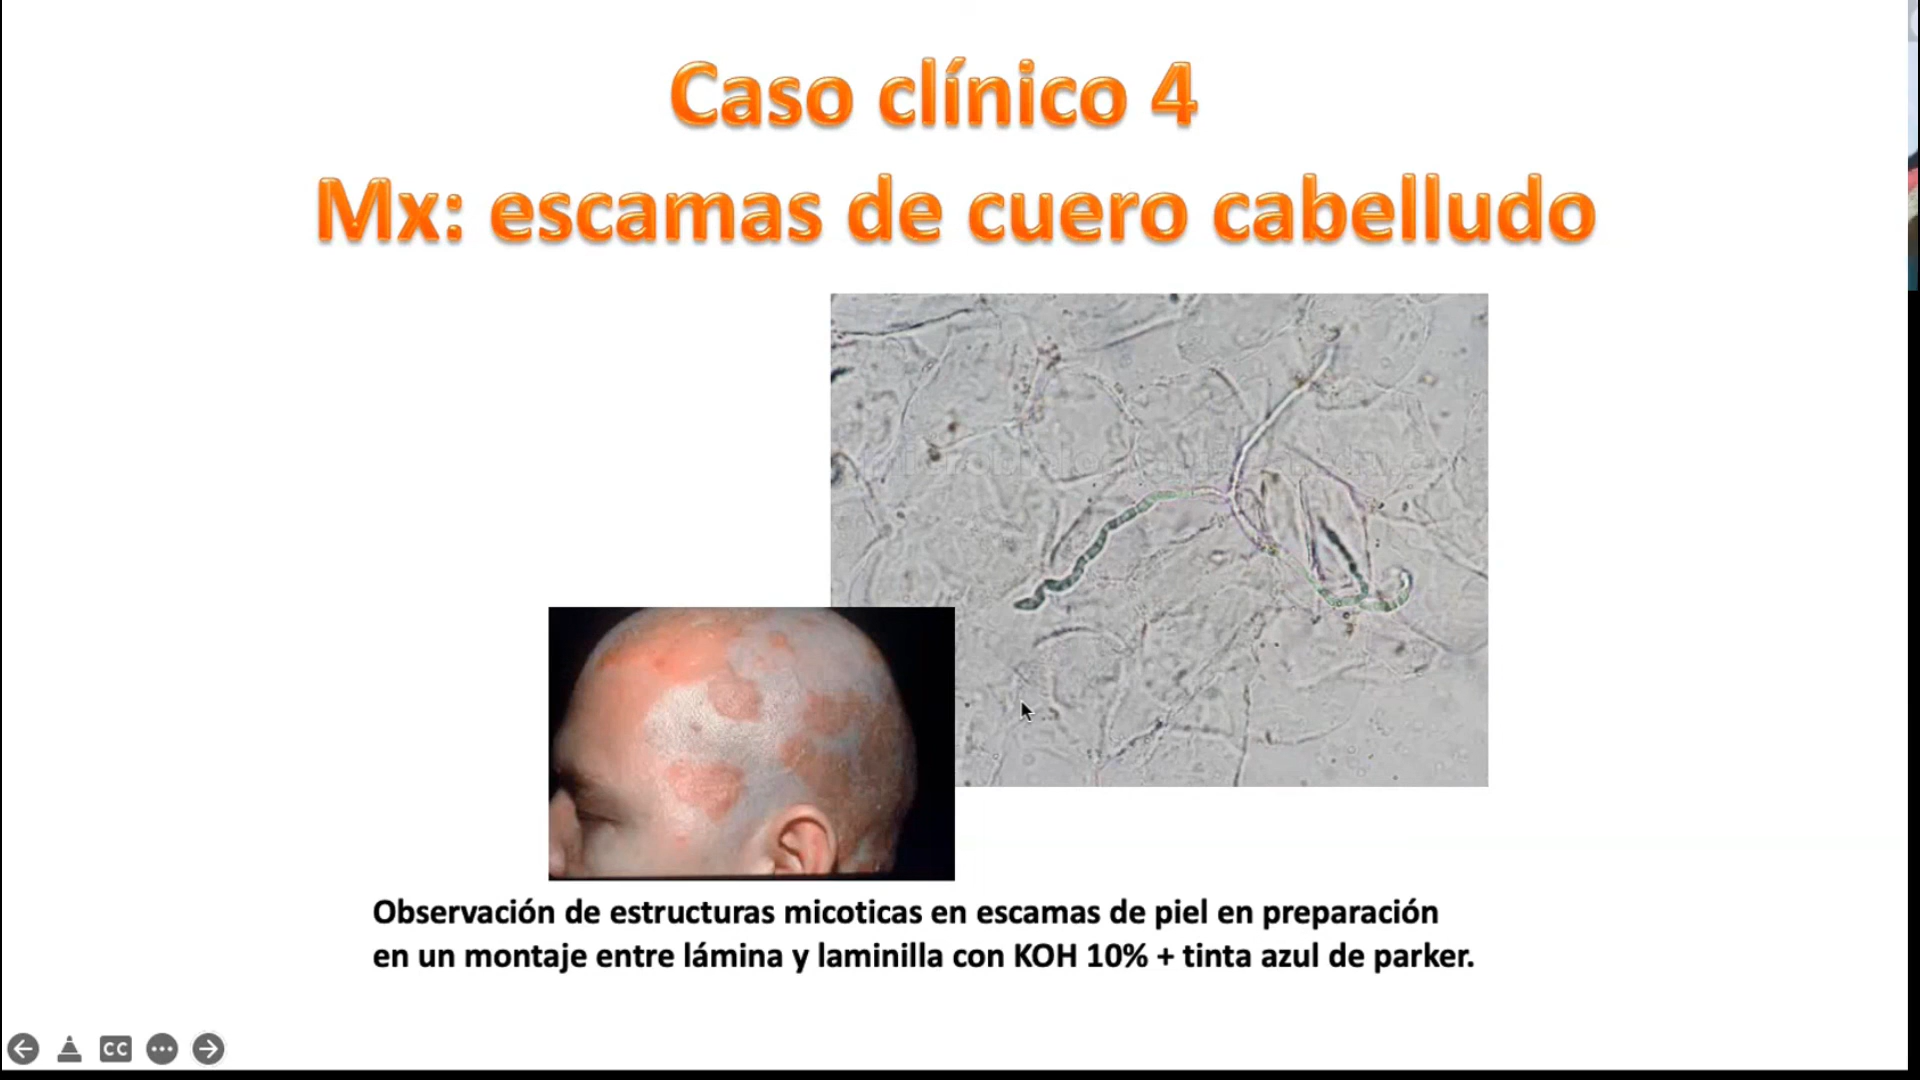 Caso clínico 4
Mx: escamas de cuero cabelludo
Observación de estructuras micoticas en escamas de piel en preparación
en un montaje entre lámina y laminilla con KOH 10% + tinta azul de parker.
CC